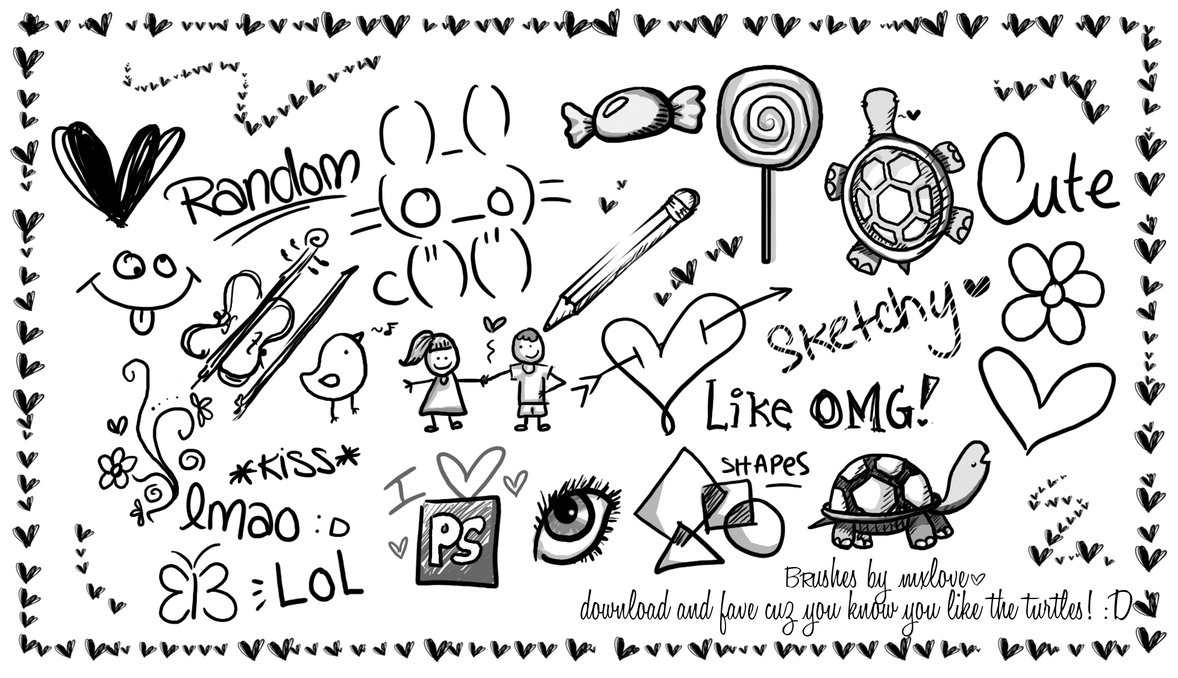 Random
( )_( )
=(o_o)=
c(")(")
Cute
Sketchy
Like OMG!
*Kiss*
lmao :D
LOL
I
PS
SHAPES
Brushes by mxlove
download and fave cuz you know you like the turtles! :D